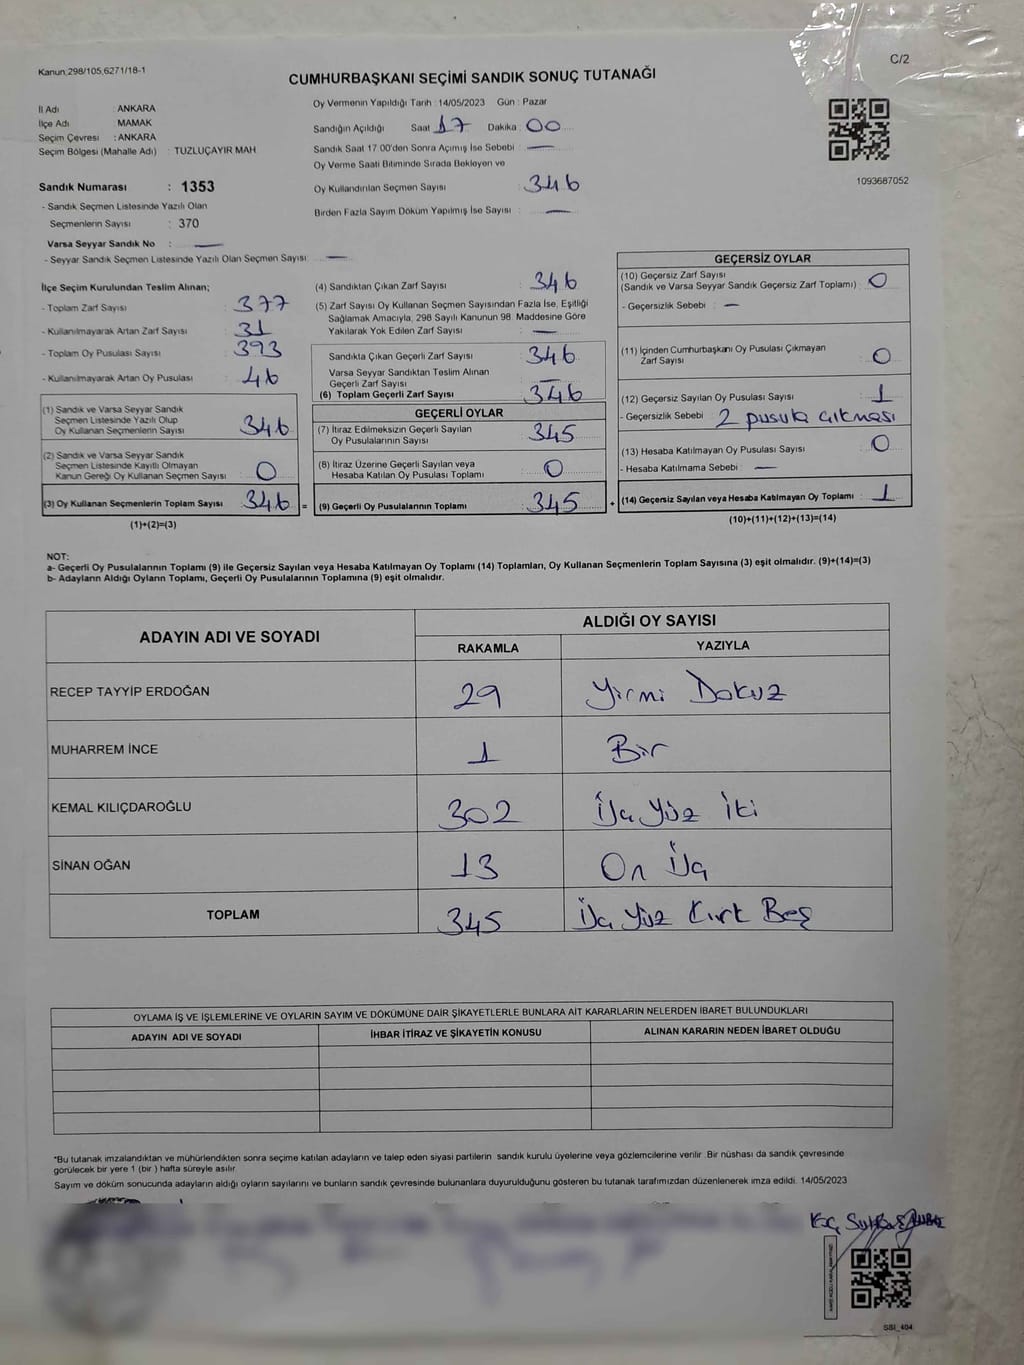 Kanun;298/105,6271/18-1
C/2
CUMHURBAŞKANI SEÇİMİ SANDIK SONUÇ TUTANAĞI
İl Adı : ANKARA
İlçe Adı : MAMAK
Seçim Çevresi : ANKARA
Seçim Bölgesi (Mahalle Adı) : TUZLUÇAYIR MAH
Sandık Numarası : 1353
- Sandık Seçmen Listesinde Yazılı Olan
Seçmenlerin Sayısı : 370
Varsa Seyyar Sandık No : —
- Seyyar Sandık Seçmen Listesinde Yazılı Olan Seçmen Sayısı: —
Oy Vermenin Yapıldığı Tarih : 14/05/2023 Gün : Pazar
Sandığın Açıldığı Saat 17 Dakika : 00
Sandık Saat 17.00'den Sonra Açımış İse Sebebi : —
Oy Verme Saati Bitiminde Sırada Bekleyen ve
Oy Kullandırılan Seçmen Sayısı : 346
Birden Fazla Sayım Döküm Yapılmış İse Sayısı : —
1093687052
İlçe Seçim Kurulundan Teslim Alınan;
- Toplam Zarf Sayısı : 377
- Kullanılmayarak Artan Zarf Sayısı : 31
- Toplam Oy Pusulası Sayısı : 393
- Kullanılmayarak Artan Oy Pusulası : 46
(1) Sandık ve Varsa Seyyar Sandık
Seçmen Listesinde Yazılı Olup
Oy Kullanan Seçmenlerin Sayısı : 346
(2) Sandık ve Varsa Seyyar Sandık
Seçmen Listesinde Kayıtlı Olmayan
Kanun Gereği Oy Kullanan Seçmen Sayısı : 0
(3) Oy Kullanan Seçmenlerin Toplam Sayısı : 346 =
(1)+(2)=(3)
(4) Sandıktan Çıkan Zarf Sayısı : 346
(5) Zarf Sayısı Oy Kullanan Seçmen Sayısından Fazla İse, Eşitliği
Sağlamak Amacıyla, 298 Sayılı Kanunun 98. Maddesine Göre
Yakılarak Yok Edilen Zarf Sayısı : —
Sandıkta Çıkan Geçerli Zarf Sayısı : 346
Varsa Seyyar Sandıktan Teslim Alınan
Geçerli Zarf Sayısı : —
(6) Toplam Geçerli Zarf Sayısı : 346
GEÇERLİ OYLAR
(7) İtiraz Edilmeksizin Geçerli Sayılan
Oy Pusulalarının Sayısı : 345
(8) İtiraz Üzerine Geçerli Sayılan veya
Hesaba Katılan Oy Pusulası Toplamı : 0
(9) Geçerli Oy Pusulalarının Toplamı : 345 +
GEÇERSİZ OYLAR
(10) Geçersiz Zarf Sayısı
(Sandık ve Varsa Seyyar Sandık Geçersiz Zarf Toplamı) : 0
- Geçersizlik Sebebi : —
(11) İçinden Cumhurbaşkanı Oy Pusulası Çıkmayan
Zarf Sayısı : 0
(12) Geçersiz Sayılan Oy Pusulası Sayısı : 1
- Geçersizlik Sebebi : 2 pusula çıkması
(13) Hesaba Katılmayan Oy Pusulası Sayısı : 0
- Hesaba Katılmama Sebebi : —
(14) Geçersiz Sayılan veya Hesaba Katılmayan Oy Toplamı : 1
(10)+(11)+(12)+(13)=(14)
NOT:
a- Geçerli Oy Pusulalarının Toplamı (9) ile Geçersiz Sayılan veya Hesaba Katılmayan Oy Toplamı (14) Toplamları, Oy Kullanan Seçmenlerin Toplam Sayısına (3) eşit olmalıdır. (9)+(14)=(3)
b- Adayların Aldığı Oyların Toplamı, Geçerli Oy Pusulalarının Toplamına (9) eşit olmalıdır.
ADAYIN ADI VE SOYADI
ALDIĞI OY SAYISI
RAKAMLA YAZIYLA
RECEP TAYYİP ERDOĞAN 29 Yirmi Dokuz
MUHARREM İNCE 1 Bir
KEMAL KILIÇDAROĞLU 302 Üç Yüz İki
SİNAN OĞAN 13 On Üç
TOPLAM 345 Üç Yüz Kırk Beş
OYLAMA İŞ VE İŞLEMLERİNE VE OYLARIN SAYIM VE DÖKÜMÜNE DAİR ŞİKAYETLERLE BUNLARA AİT KARARLARIN NELERDEN İBARET BULUNDUKLARI
ADAYIN ADI VE SOYADI İHBAR İTİRAZ VE ŞİKAYETİN KONUSU ALINAN KARARIN NEDEN İBARET OLDUĞU
*Bu tutanak imzalandıktan ve mühürlendikten sonra seçime katılan adayların ve talep eden siyasi partilerin sandık kurulu üyelerine veya gözlemcilerine verilir. Bir nüshası da sandık çevresinde
görülecek bir yere 1 (bir ) hafta süreyle asılır.
Sayım ve döküm sonucunda adayların aldığı oyların sayılarını ve bunların sandık çevresinde bulunanlara duyurulduğunu gösteren bu tutanak tarafımızdan düzenlenerek imza edildi. 14/05/2023
SSI_404